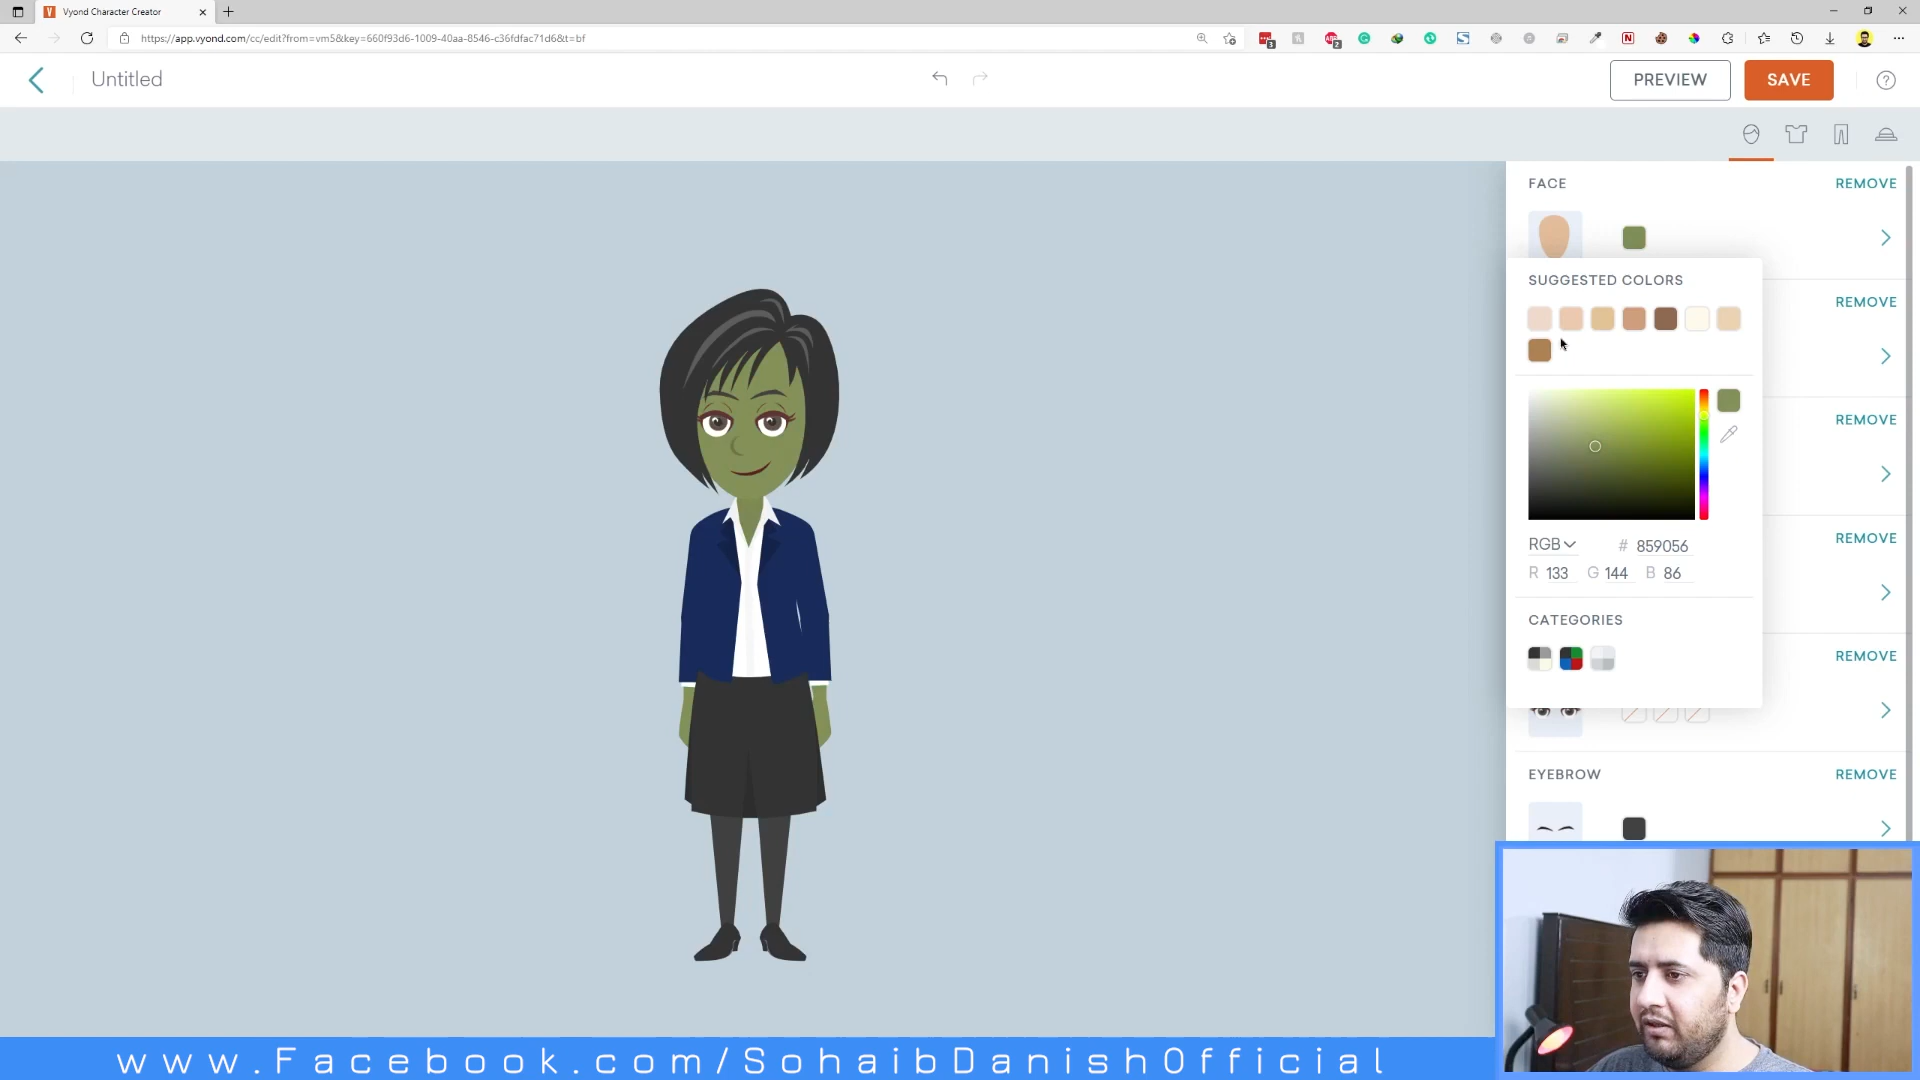 Vyond Character Creator
https://app.vyond.com/cc/edit?from=vm5&key=660f93d6-1009-40aa-8546-c36fdfac71d6&t=bf
Untitled
PREVIEW
SAVE
FACE
REMOVE
SUGGESTED COLORS
REMOVE
REMOVE
REMOVE
RGB
# 859056
R 133 G 144 B 86
CATEGORIES
REMOVE
EYEBROW
REMOVE
www.Facebook.com/SohaibDanishOfficial